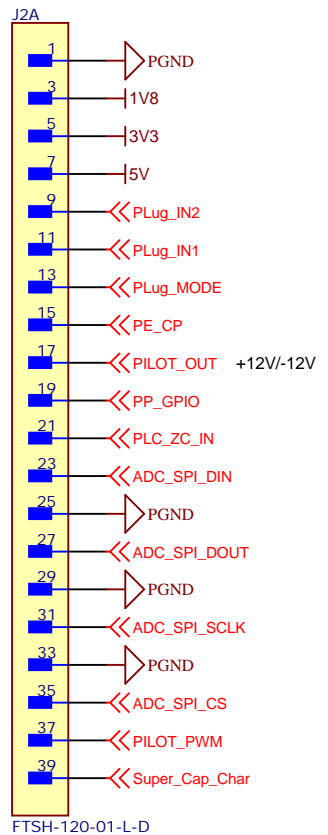 J2A
1 PGND
3 1V8
5 3V3
7 5V
9 PLug_IN2
11 PLug_IN1
13 PLug_MODE
15 PE_CP
17 PILOT_OUT +12V/-12V
19 PP_GPIO
21 PLC_ZC_IN
23 ADC_SPI_DIN
25 PGND
27 ADC_SPI_DOUT
29 PGND
31 ADC_SPI_SCLK
33 PGND
35 ADC_SPI_CS
37 PILOT_PWM
39 Super_Cap_Char
FTSH-120-01-L-D